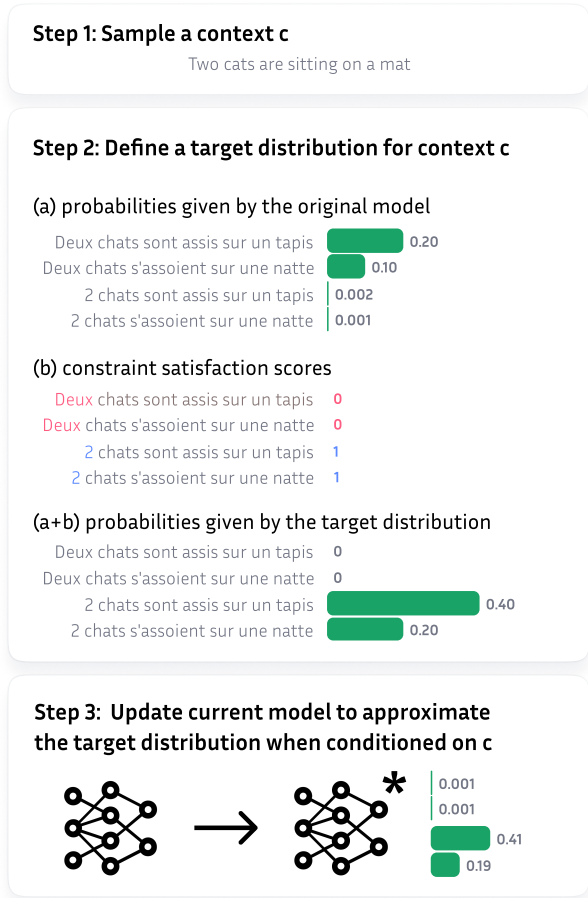 Step 1: Sample a context c
Two cats are sitting on a mat
Step 2: Define a target distribution for context c
(a) probabilities given by the original model
Deux chats sont assis sur un tapis 0.20
Deux chats s'assoient sur une natte 0.10
2 chats sont assis sur un tapis 0.002
2 chats s'assoient sur une natte 0.001
(b) constraint satisfaction scores
Deux chats sont assis sur un tapis 0
Deux chats s'assoient sur une natte 0
2 chats sont assis sur un tapis 1
2 chats s'assoient sur une natte 1
(a+b) probabilities given by the target distribution
Deux chats sont assis sur un tapis 0
Deux chats s'assoient sur une natte 0
2 chats sont assis sur un tapis 0.40
2 chats s'assoient sur une natte 0.20
Step 3: Update current model to approximate
the target distribution when conditioned on c
*
0.001
0.001
0.41
0.19